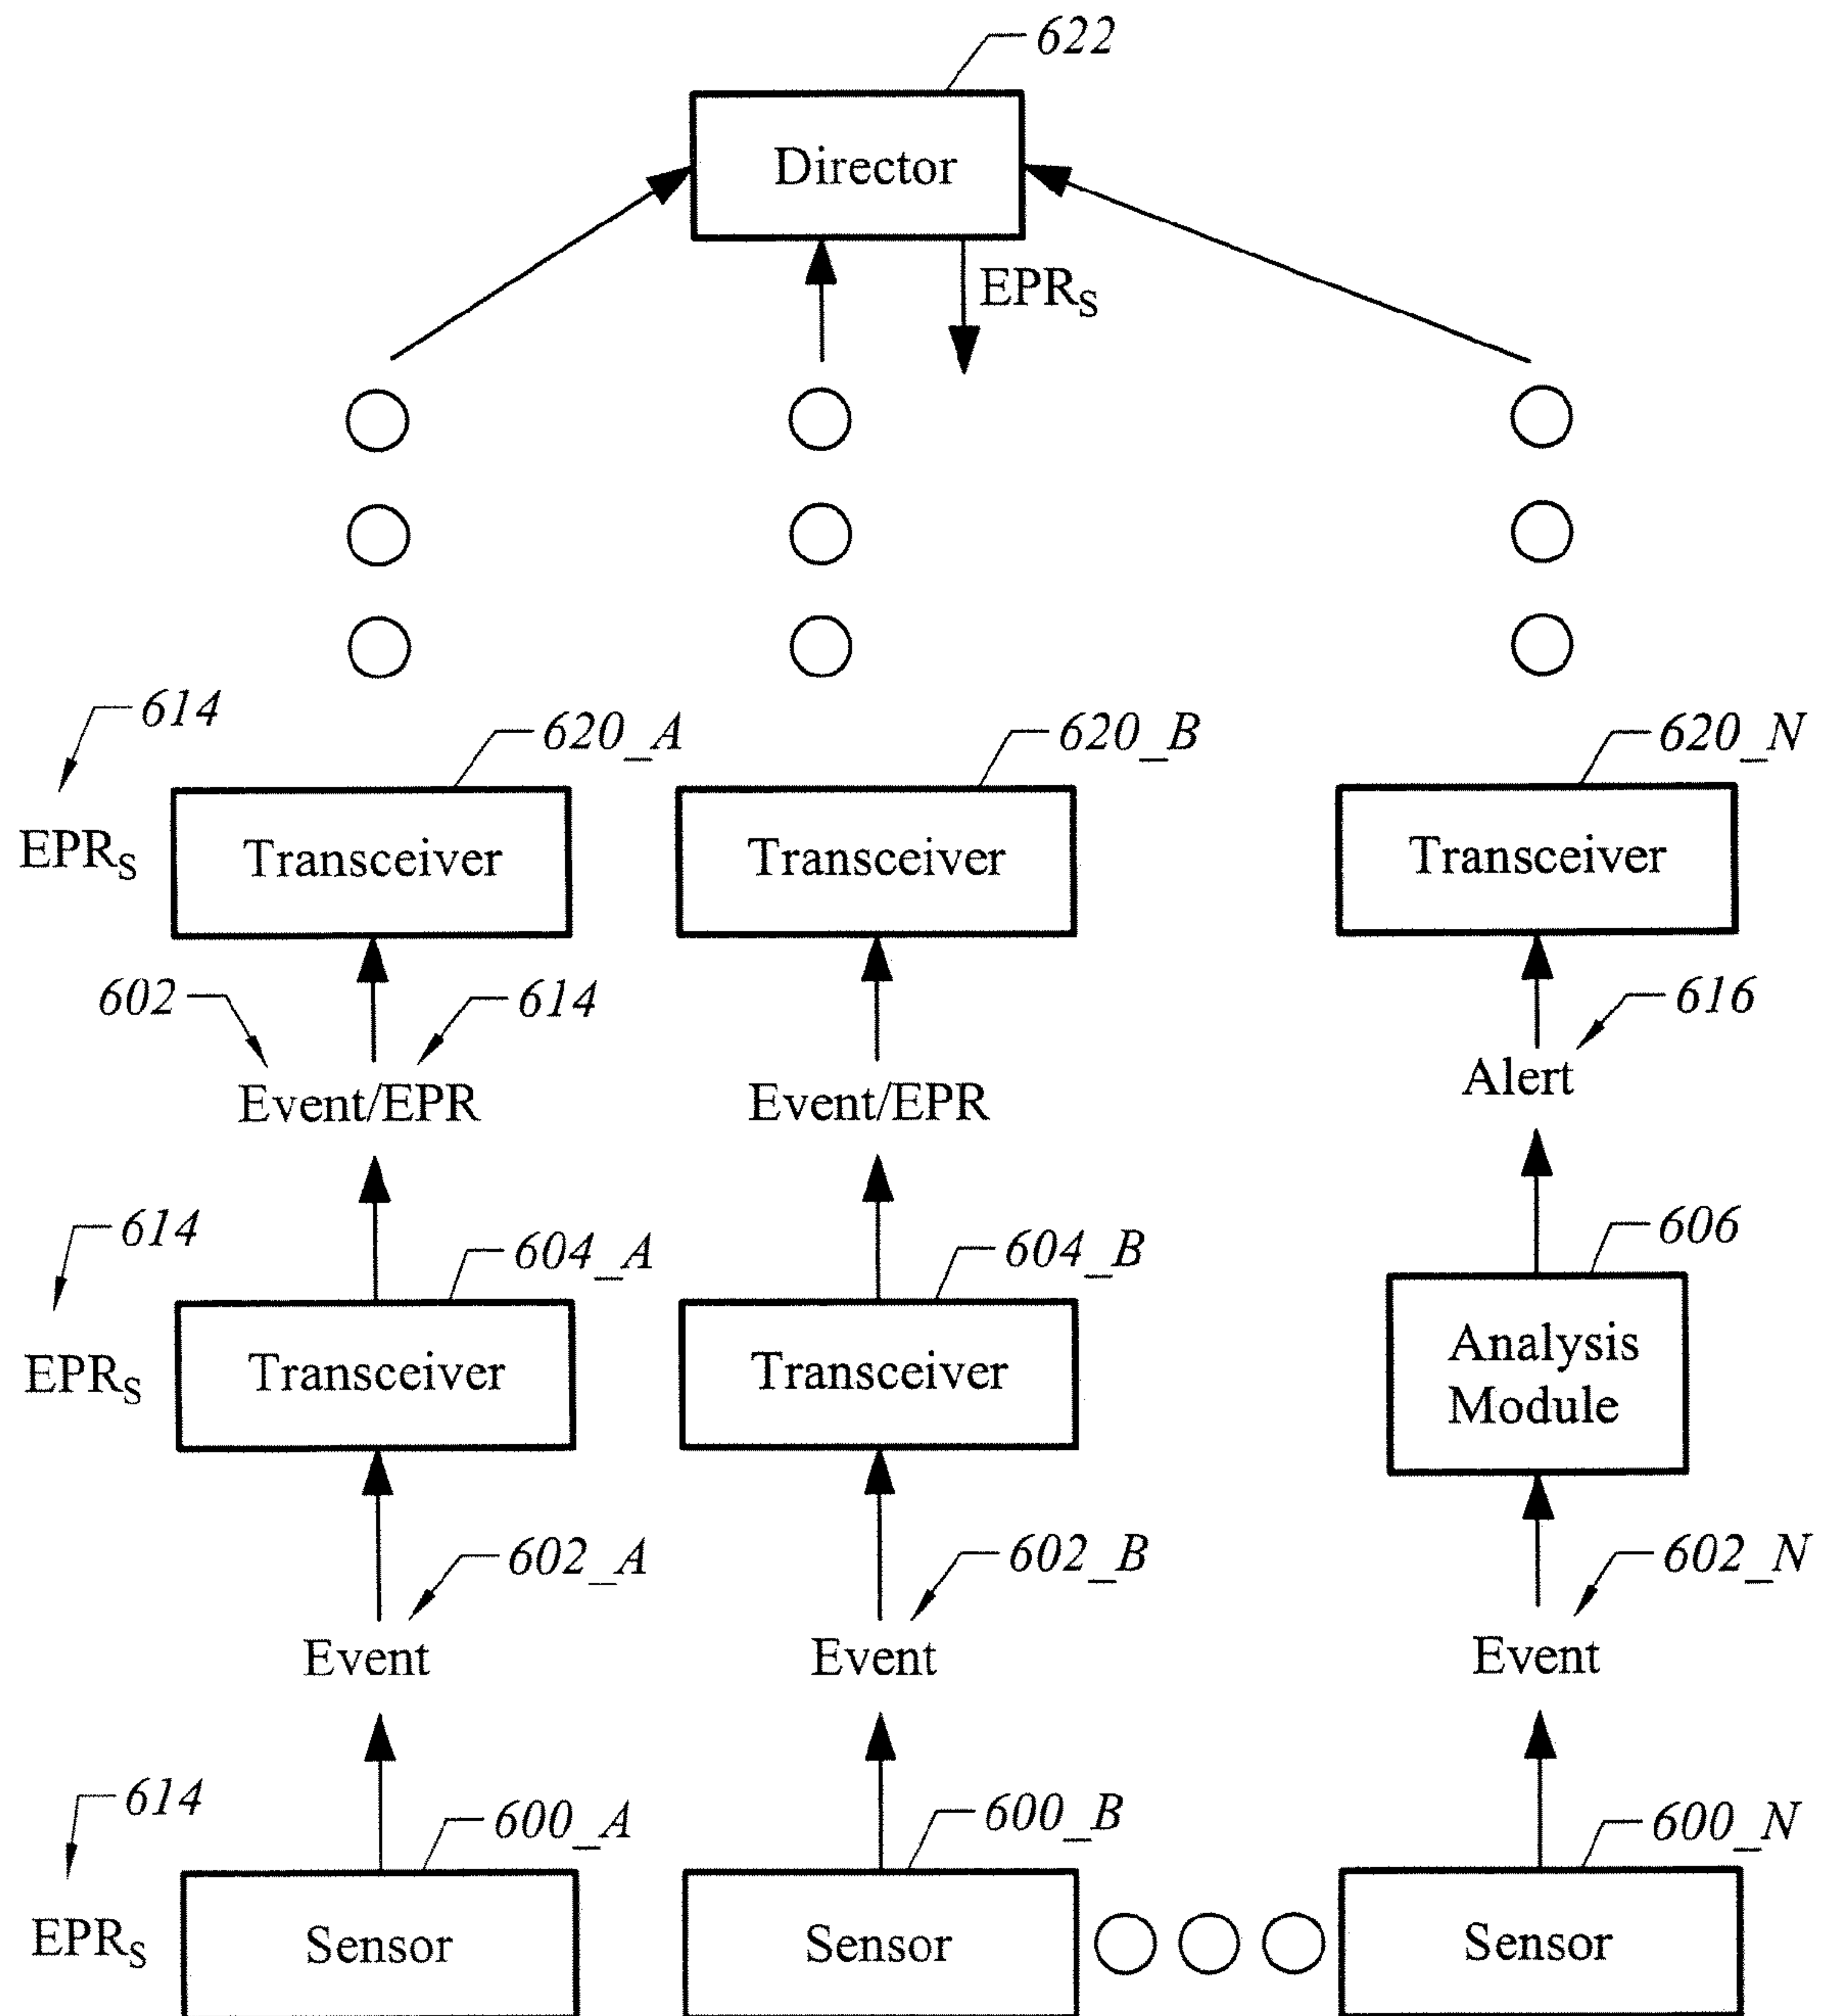 622
Director
EPRS
614
620_A
620_B
620_N
EPRS
Transceiver
Transceiver
Transceiver
602
614
616
Event/EPR
Event/EPR
Alert
614
604_A
604_B
606
EPRS
Transceiver
Transceiver
Analysis
Module
602_A
602_B
602_N
Event
Event
Event
614
600_A
600_B
600_N
EPRS
Sensor
Sensor
Sensor